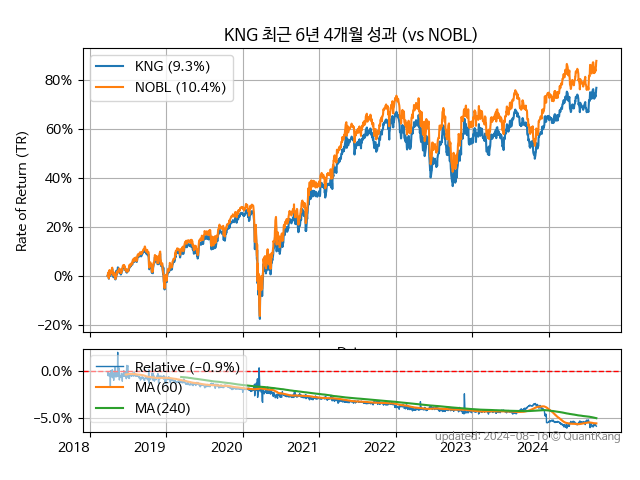 KNG 최근 6년 4개월 성과 (vs NOBL)
KNG (9.3%)
NOBL (10.4%)
Rate of Return (TR)
80%
60%
40%
20%
0%
−20%
Relative (−0.9%)
MA(60)
MA(240)
0.0%
−5.0%
2018
2019
2020
2021
2022
2023
2024
updated: 2024-08-16 © QuantKang